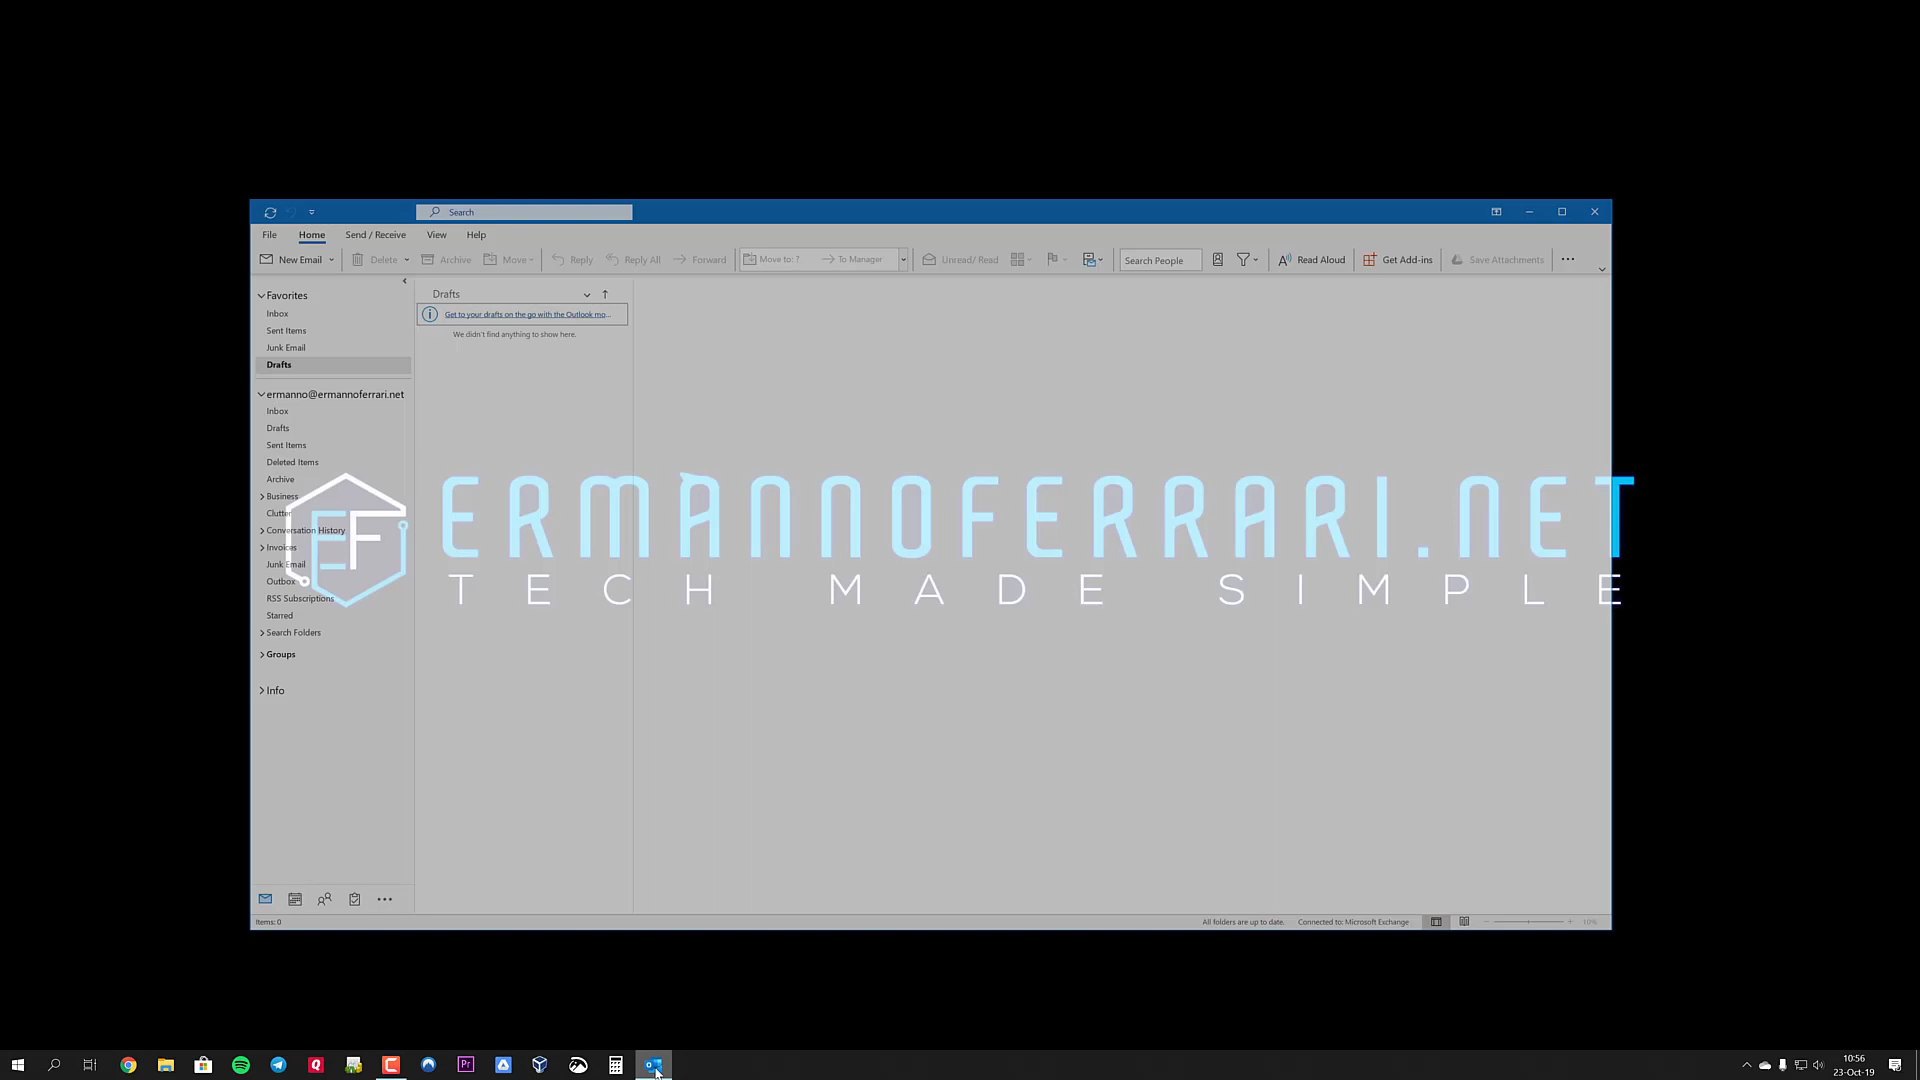 Search
File Home Send / Receive View Help
New Email Delete Archive Move Reply Reply All Forward Move to: ? To Manager Unread/ Read Search People Read Aloud Get Add-ins Save Attachments
Favorites
Inbox
Sent Items
Junk Email
Drafts
ermanno@ermannoferrari.net
Inbox
Drafts
Sent Items
Deleted Items
Archive
Business
Clutter
Conversation History
Invoices
Junk Email
Outbox
RSS Subscriptions
Starred
Search Folders
Groups
Info
Drafts
Get to your drafts on the go with the Outlook mo...
We didn't find anything to show here.
EF
ERMANNOFERRARI.NET
TECH MADE SIMPLE
Items: 0 All folders are up to date. Connected to: Microsoft Exchange 10%
Pr
10:56
23-Oct-19